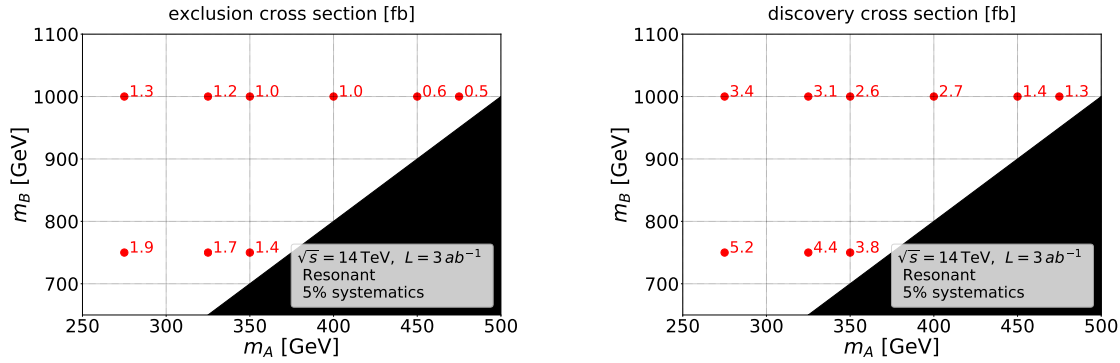 exclusion cross section [fb]
1100
1000
900
800
700
m_B [GeV]
1.3
1.2
1.0
1.0
0.6
0.5
1.9
1.7
1.4
√s = 14 TeV, L = 3 ab⁻¹
Resonant
5% systematics
250 300 350 400 450 500
m_A [GeV]
discovery cross section [fb]
1100
1000
900
800
700
m_B [GeV]
3.4
3.1
2.6
2.7
1.4
1.3
5.2
4.4
3.8
√s = 14 TeV, L = 3 ab⁻¹
Resonant
5% systematics
250 300 350 400 450 500
m_A [GeV]